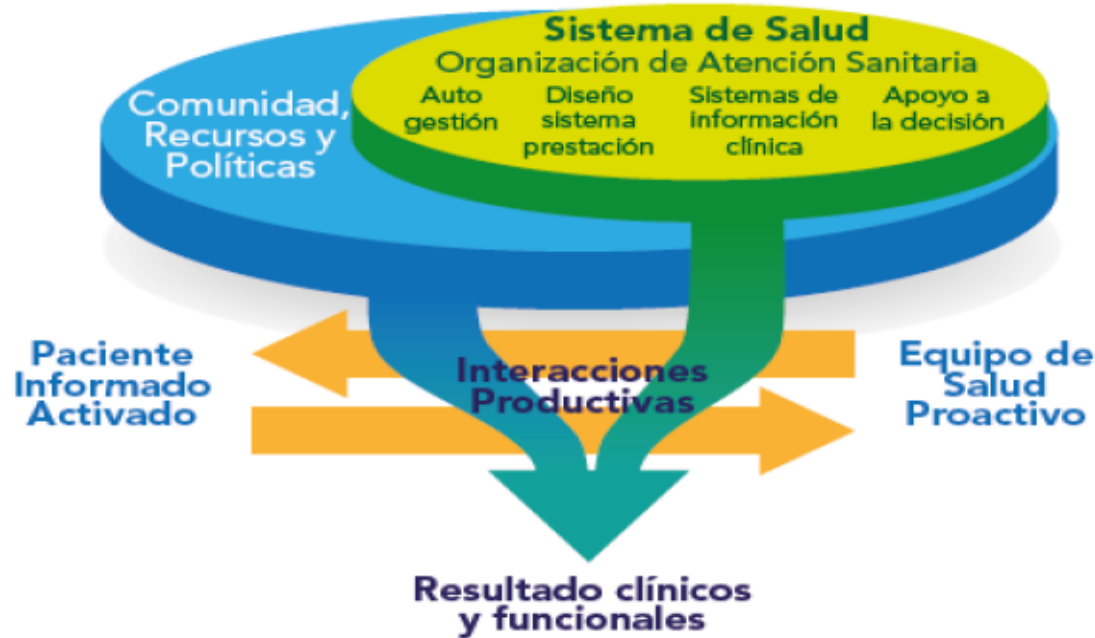 Sistema de Salud
Organización de Atención Sanitaria
Auto
gestión
Diseño
sistema
prestación
Sistemas de
información
clínica
Apoyo a
la decisión
Comunidad,
Recursos y
Políticas
Paciente
Informado
Activado
Interacciones
Productivas
Equipo de
Salud
Proactivo
Resultado clínicos
y funcionales